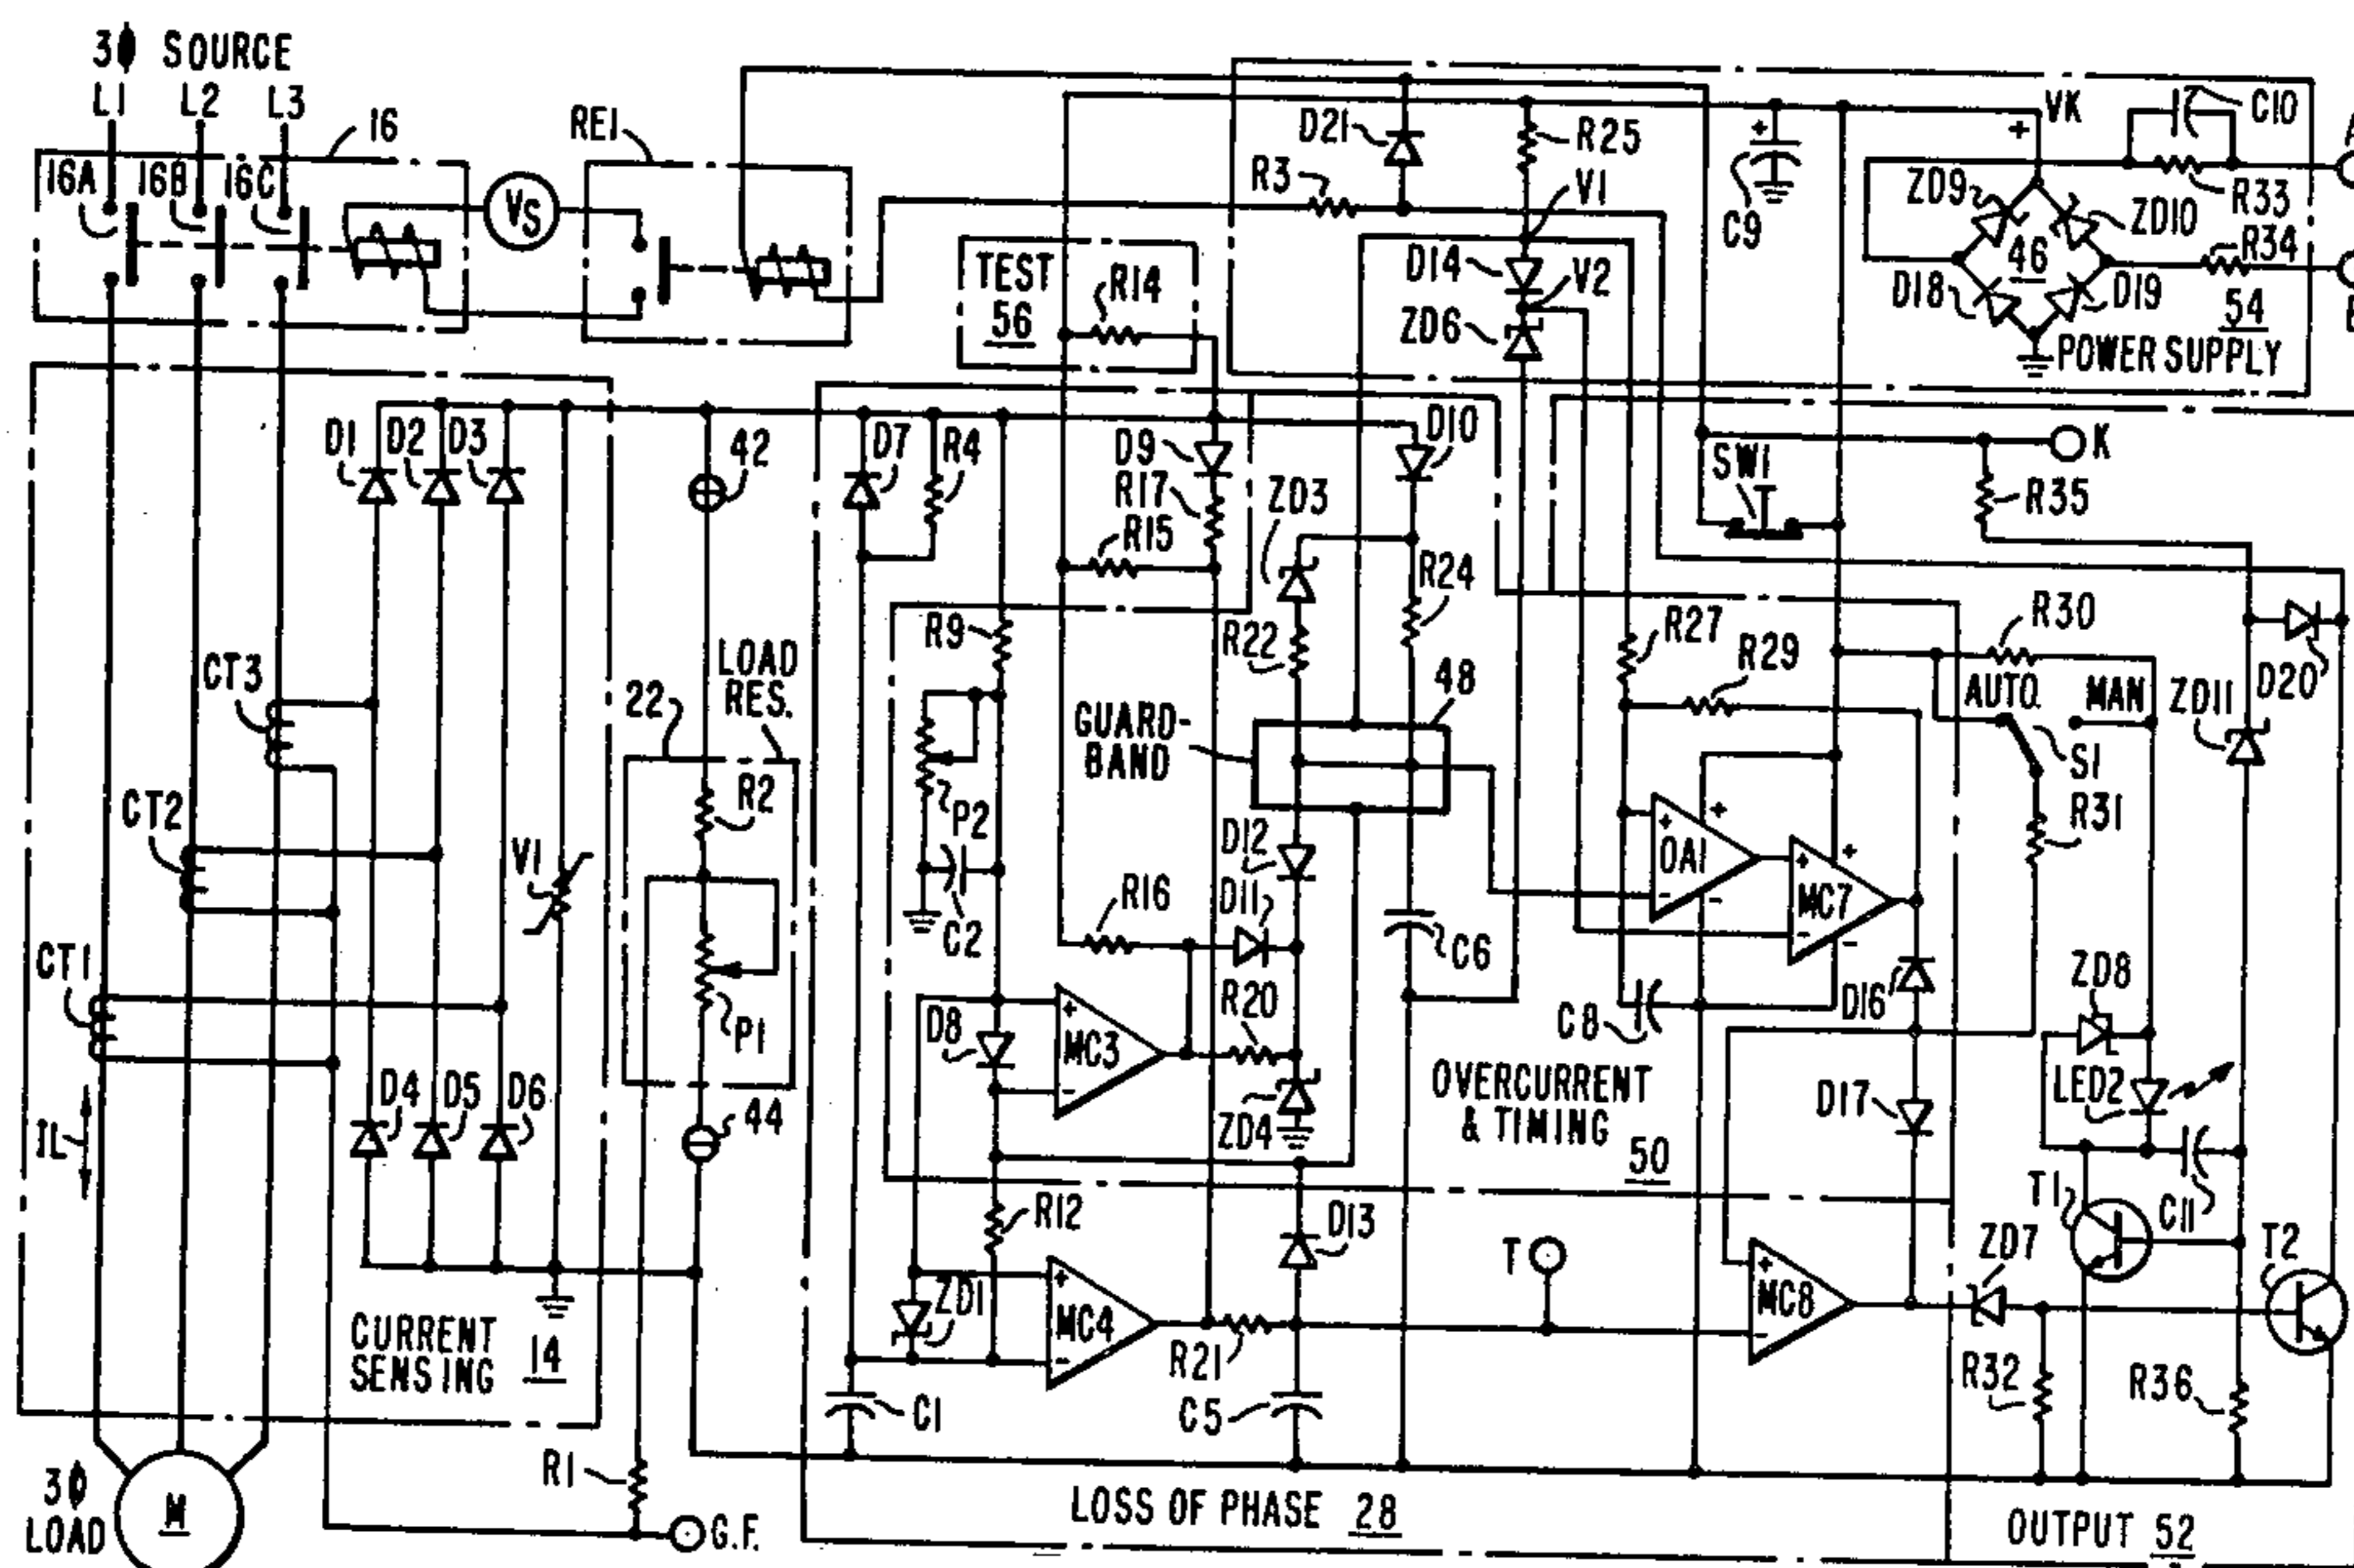 3ϕ SOURCE
L1 L2 L3
16
RE1
16A 16B 16C
VS
D21
R25
VK
C10
+
+
R3
V1
C9
ZD9
ZD10
R33
R34
TEST
56
R14
D14
V2
ZD6
46
D18
D19
54
POWER SUPPLY
D1 D2 D3
42
D7
R4
D9
D10
R17
R15
ZD3
SW1
K
R35
R24
R9
R22
R27
R29
R30
AUTO.
MAN
D20
ZD11
CT3
22
LOAD
RES.
48
GUARD-
BAND
S1
R31
CT2
R2
P2
D12
OA1
+
-
+
-
MC7
+
-
+
-
V1
C2
R16
D11
C6
CT1
P1
D8
MC3
+
-
R20
C8
D16
ZD8
LED2
IL
D4 D5 D6
44
ZD4
OVERCURRENT
& TIMING
50
D17
R12
D13
T
T1
C11
ZD7
T2
ZD1
MC4
+
-
MC8
+
-
CURRENT
SENSING
14
R21
C1
C5
R32
R36
R1
3ϕ
LOAD
M
G.F.
LOSS OF PHASE 28
OUTPUT 52